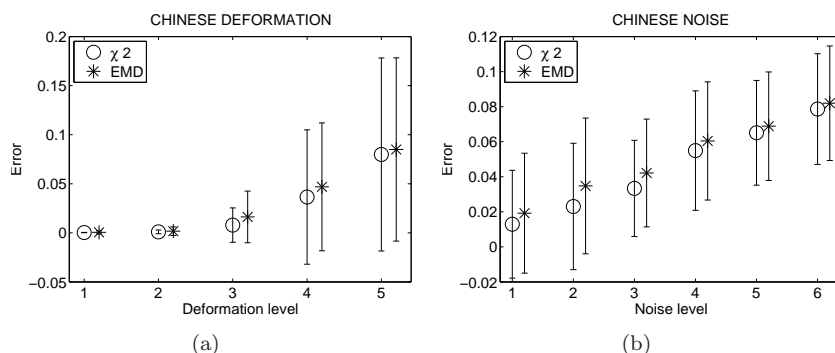 CHINESE DEFORMATION
0.2
0.15
0.1
0.05
0
−0.05
χ 2
EMD
Error
1 2 3 4 5
Deformation level
(a)
CHINESE NOISE
0.12
0.1
0.08
0.06
0.04
0.02
0
−0.02
χ 2
EMD
Error
1 2 3 4 5 6
Noise level
(b)